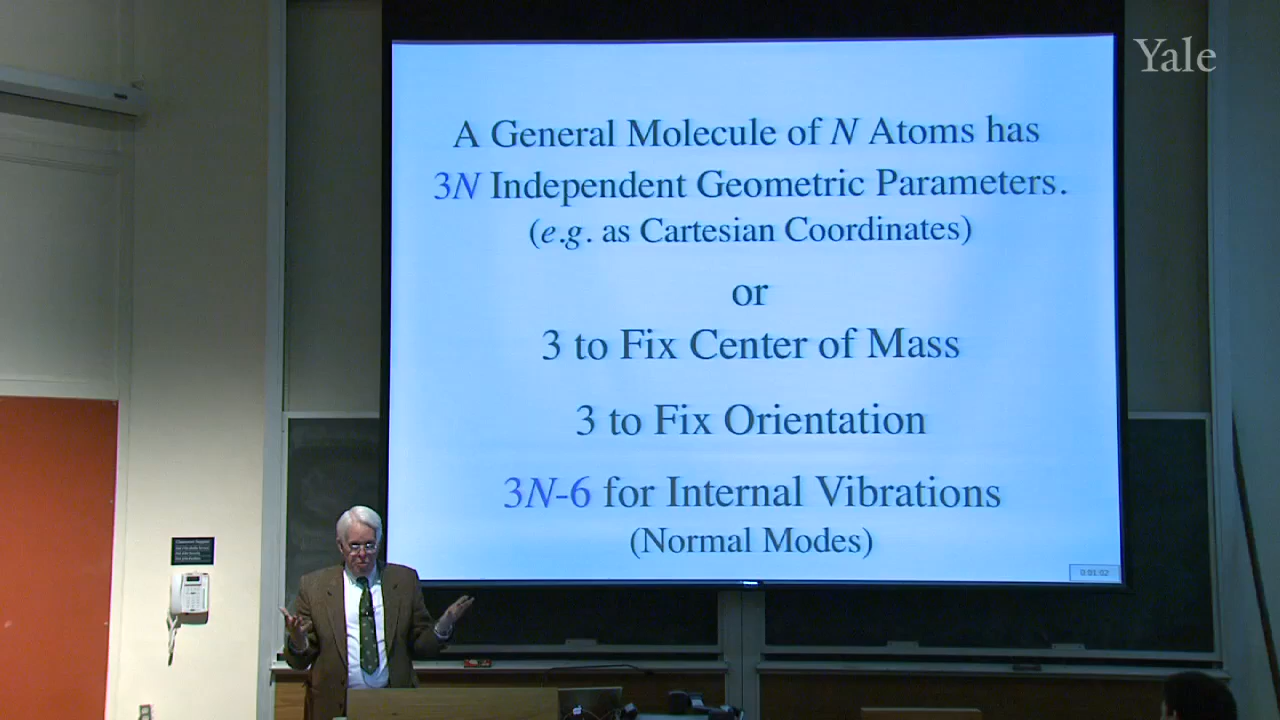 Yale
A General Molecule of N Atoms has
3N Independent Geometric Parameters.
(e.g. as Cartesian Coordinates)
or
3 to Fix Center of Mass
3 to Fix Orientation
3N-6 for Internal Vibrations
(Normal Modes)
0:01:02